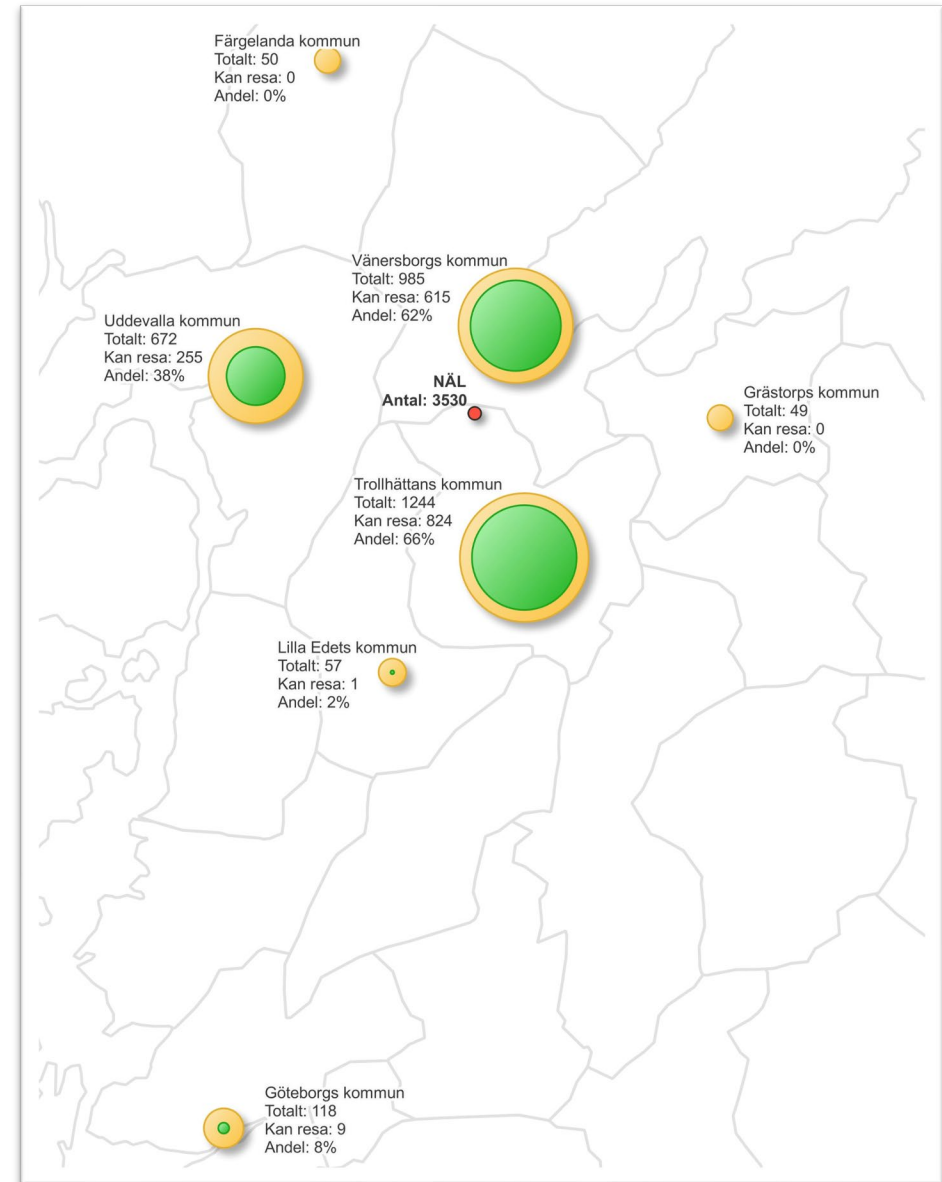 Färgelanda kommun
Totalt: 50
Kan resa: 0
Andel: 0%
Vänersborgs kommun
Totalt: 985
Kan resa: 615
Andel: 62%
Uddevalla kommun
Totalt: 672
Kan resa: 255
Andel: 38%
NÄL
Antal: 3530
Grästorps kommun
Totalt: 49
Kan resa: 0
Andel: 0%
Trollhättans kommun
Totalt: 1244
Kan resa: 824
Andel: 66%
Lilla Edets kommun
Totalt: 57
Kan resa: 1
Andel: 2%
Göteborgs kommun
Totalt: 118
Kan resa: 9
Andel: 8%